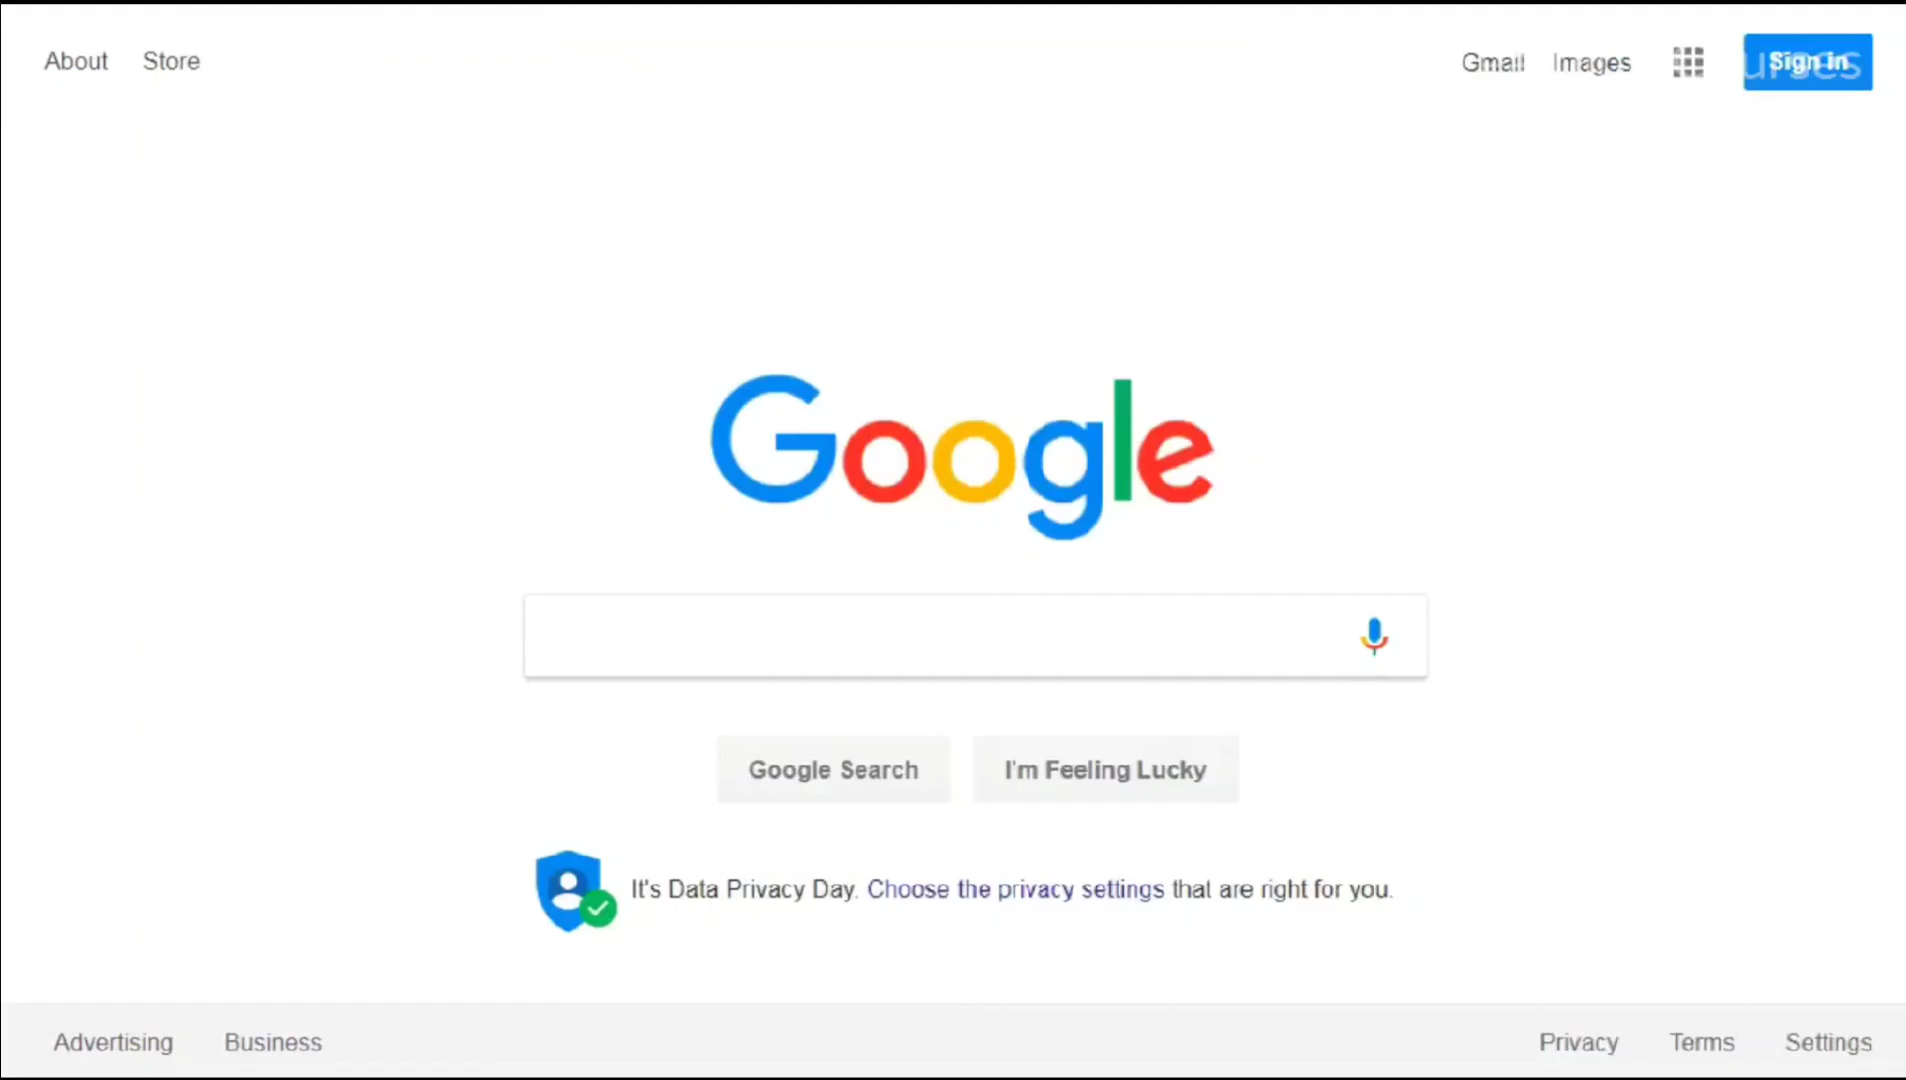 About Store
Gmail Images Sign in
Google
Google Search I'm Feeling Lucky
It's Data Privacy Day. Choose the privacy settings that are right for you.
Advertising Business Privacy Terms Settings